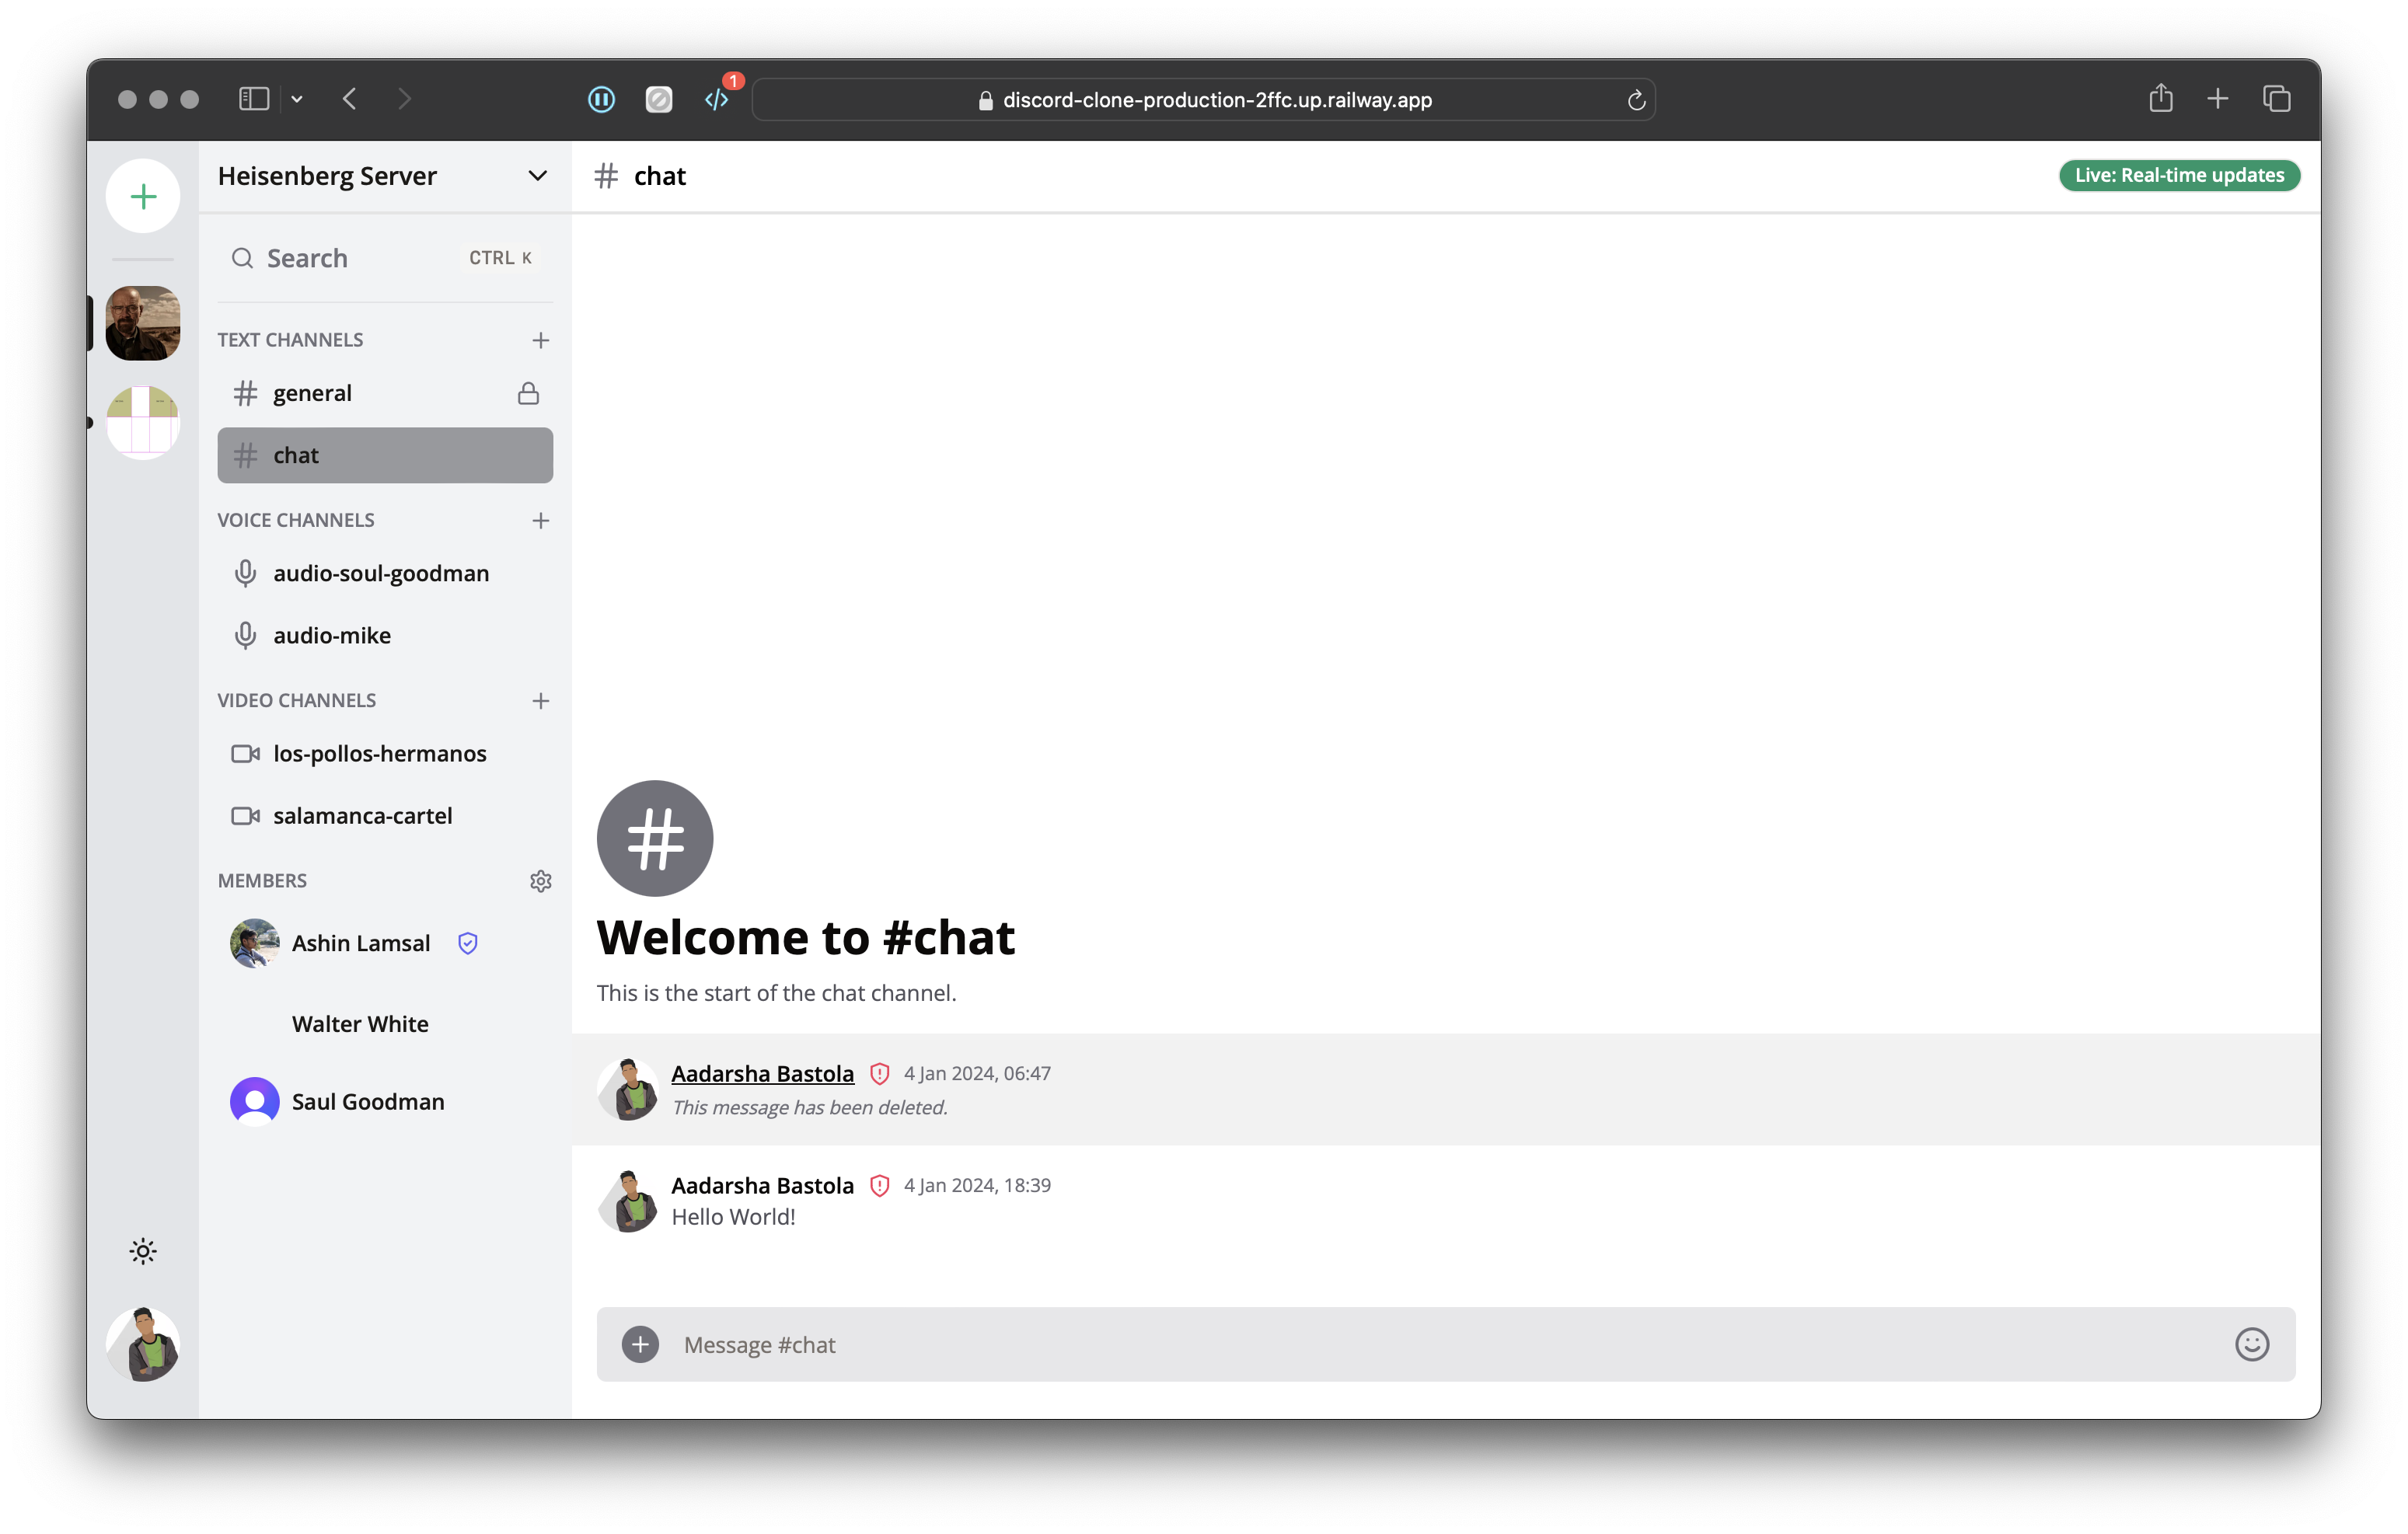 1
discord-clone-production-2ffc.up.railway.app
Heisenberg Server
# chat
Live: Real-time updates
Search
CTRL K
TEXT CHANNELS
# general
# chat
VOICE CHANNELS
audio-soul-goodman
audio-mike
VIDEO CHANNELS
los-pollos-hermanos
salamanca-cartel
MEMBERS
Ashin Lamsal
Walter White
Saul Goodman
#
Welcome to #chat
This is the start of the chat channel.
Aadarsha Bastola 4 Jan 2024, 06:47
This message has been deleted.
Aadarsha Bastola 4 Jan 2024, 18:39
Hello World!
Message #chat